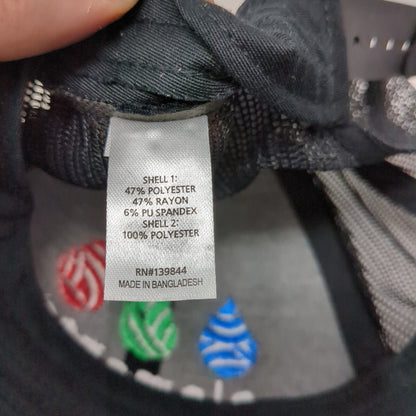 SHELL 1:
47% POLYESTER
47% RAYON
6% PU SPANDEX
SHELL 2:
100% POLYESTER
RN#139844
MADE IN BANGLADESH